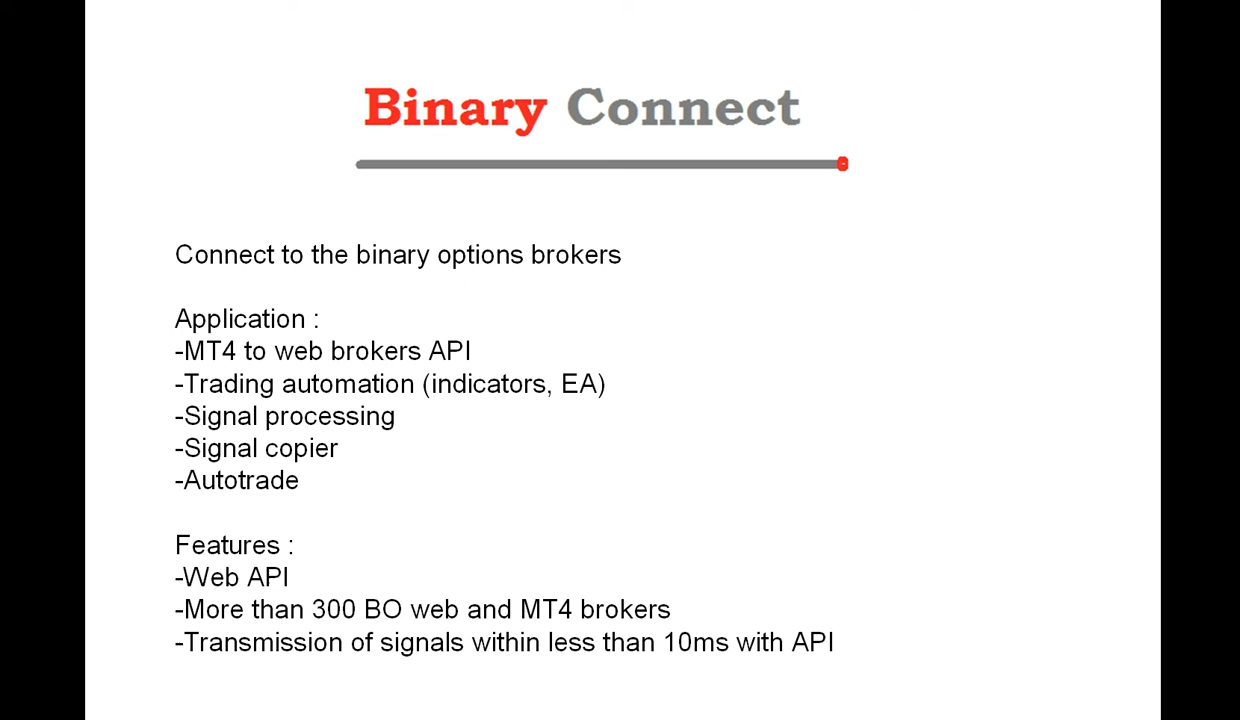 Binary Connect
Connect to the binary options brokers
Application :
-MT4 to web brokers API
-Trading automation (indicators, EA)
-Signal processing
-Signal copier
-Autotrade
Features :
-Web API
-More than 300 BO web and MT4 brokers
-Transmission of signals within less than 10ms with API